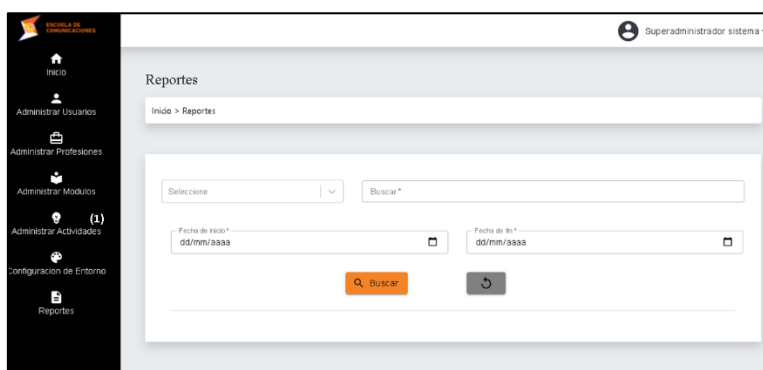 ESCUELA DE
COMUNICACIONES
Superadministrador sistema
Inicio
Administrar Usuarios
Administrar Profesiones
Administrar Modulos
(1)
Administrar Actividades
Configuracion de Entorno
Reportes
Reportes
Inicio > Reportes
Seleccione
Buscar*
Fecha de inicio*
dd/mm/aaaa
Fecha de fin*
dd/mm/aaaa
Buscar